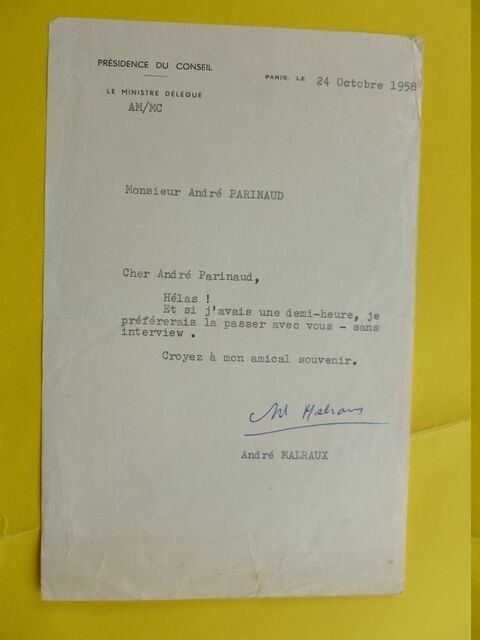 PRÉSIDENCE DU CONSEIL
PARIS, LE 24 Octobre 1958
LE MINISTRE DÉLÉGUÉ
AM/MC
Monsieur André PARINAUD
Cher André Parinaud,
Hélas !
Et si j'avais une demi-heure, je
préférerais la passer avec vous - sans
interview .
Croyez à mon amical souvenir.
And Malraux
André MALRAUX